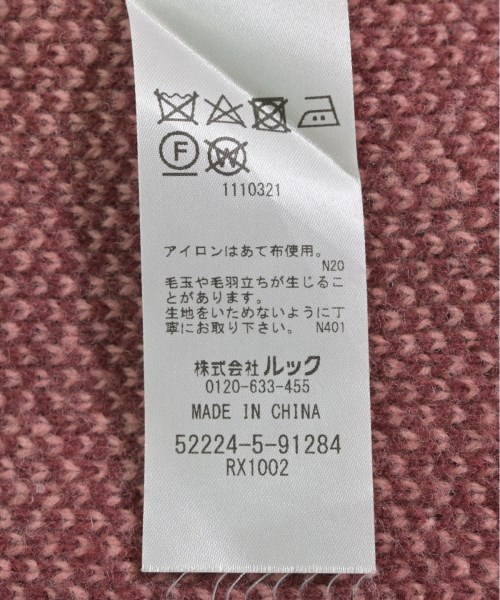 F W
1110321
アイロンはあて布使用。
N20
毛玉や毛羽立ちが生じるこ
とがあります。
生地をいためないように丁
寧にお取り下さい。 N401
株式会社ルック
0120-633-455
MADE IN CHINA
52224-5-91284
RX1002